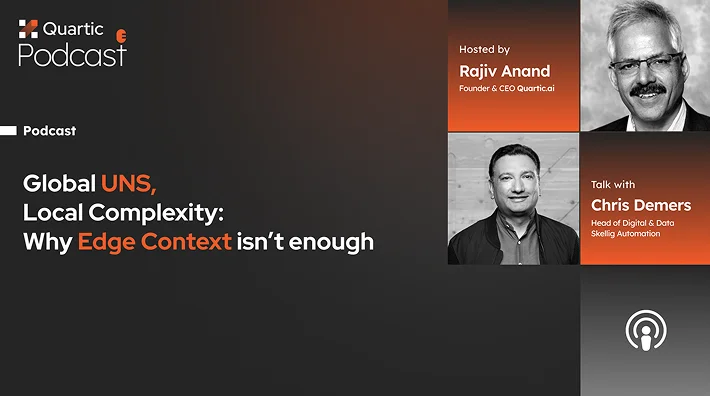 Quartic
Podcast
Podcast
Global UNS,
Local Complexity:
Why Edge Context isn't enough
Hosted by
Rajiv Anand
Founder & CEO Quartic.ai
Talk with
Chris Demers
Head of Digital & Data
Skellig Automation